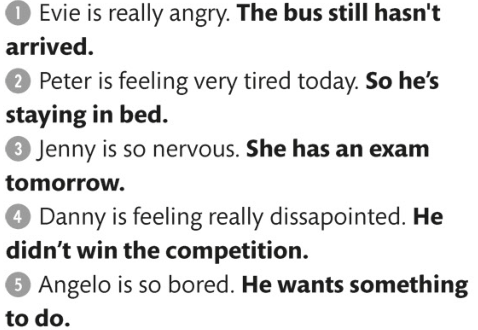 1 Evie is really angry. The bus still hasn't
arrived.
2 Peter is feeling very tired today. So he’s
staying in bed.
3 Jenny is so nervous. She has an exam
tomorrow.
4 Danny is feeling really dissapointed. He
didn’t win the competition.
5 Angelo is so bored. He wants something
to do.